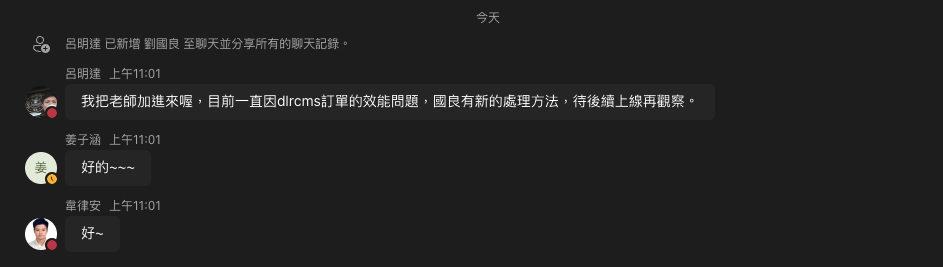 今天
呂明達 已新增 劉國良 至聊天並分享所有的聊天記錄。
呂明達 上午11:01
我把老師加進來喔，目前一直因dlrcms訂單的效能問題，國良有新的處理方法，待後續上線再觀察。
姜子涵 上午11:01
姜
好的~~~
韋律安 上午11:01
好~